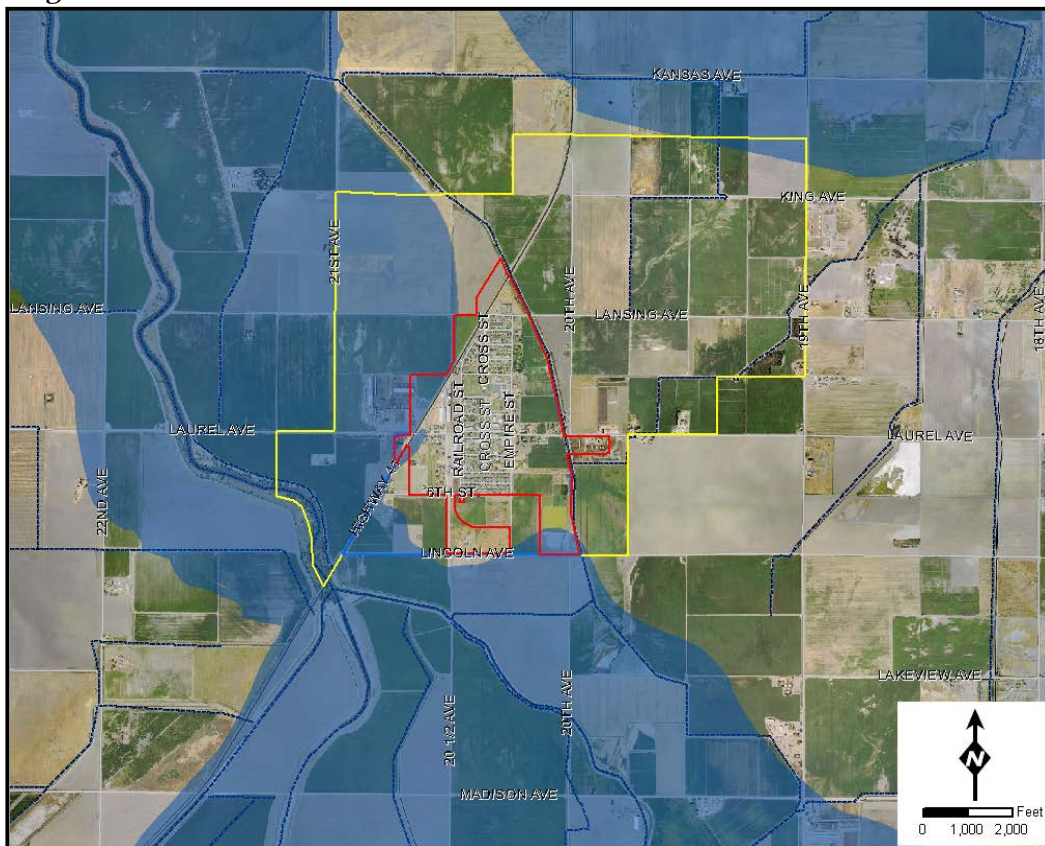 KANSAS AVE
KING AVE
21ST AVE
20TH AVE
19TH AVE
18TH AVE
LANSING AVE
LANSING AVE
CROSS ST
CROSS ST
RAILROAD ST
EMPIRE ST
LAUREL AVE
LAUREL AVE
22ND AVE
HIGHWAY 41
6TH ST
LINCOLN AVE
LAKEVIEW AVE
20 1/2 AVE
20TH AVE
MADISON AVE
N
Feet
0 1,000 2,000